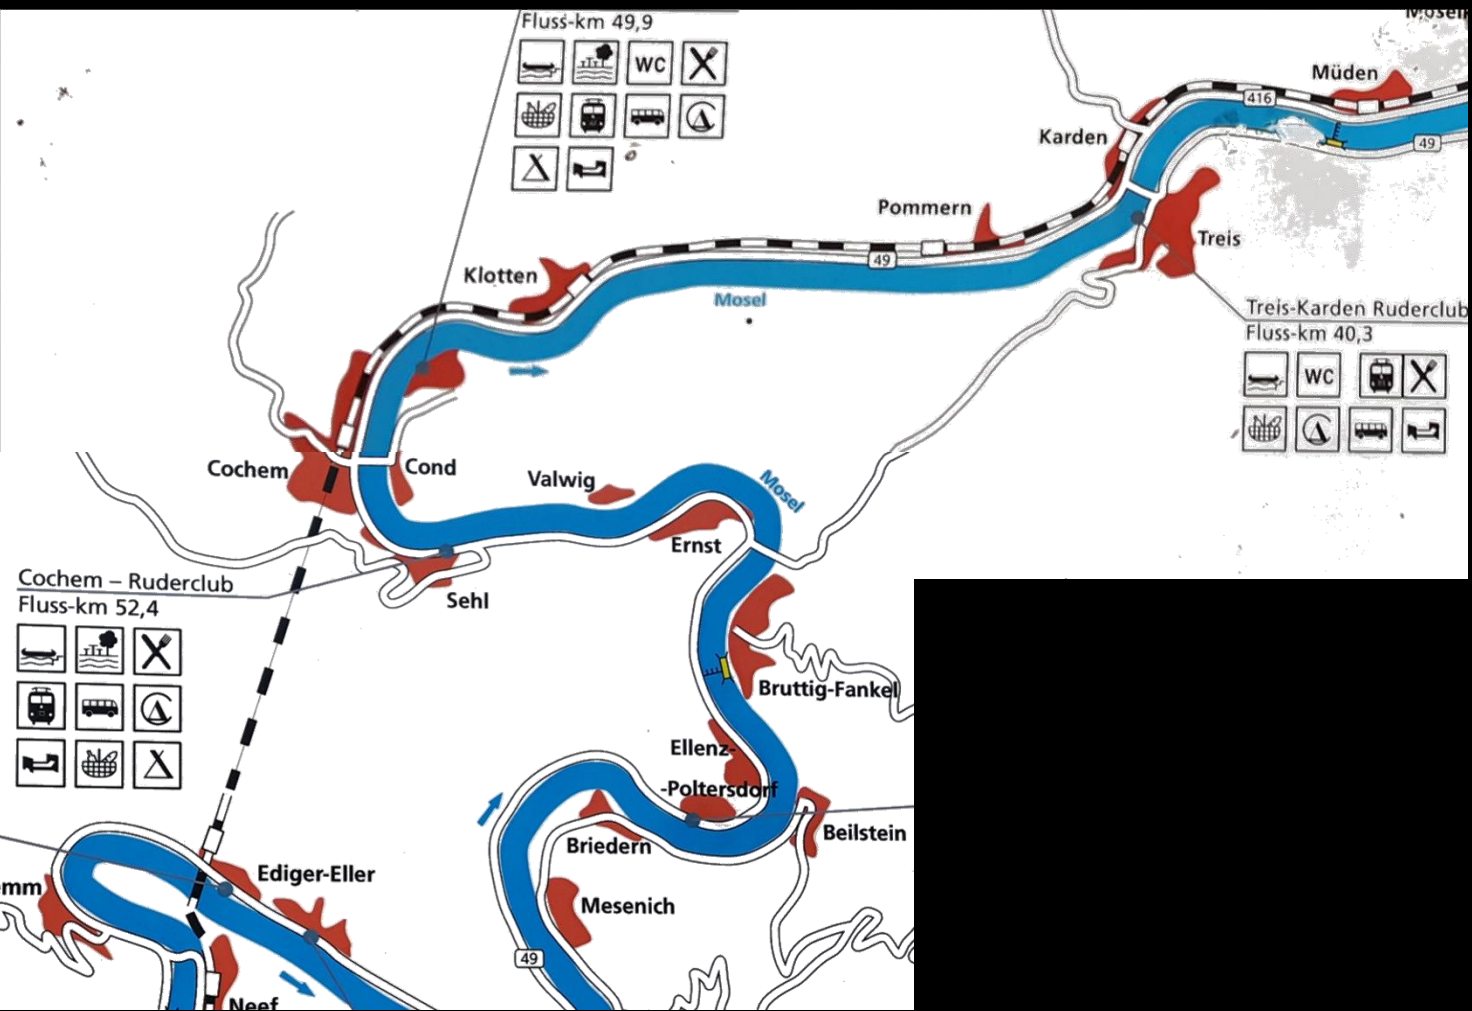 Fluss-km 49,9
WC
Müden
416
Karden
49
Pommern
Treis
49
Klotten
Mosel
Treis-Karden Ruderclub
Fluss-km 40,3
WC
Cochem
Cond
Valwig
Mosel
Ernst
Cochem – Ruderclub
Fluss-km 52,4
Sehl
Bruttig-Fankel
Ellenz-
-Poltersdorf
Beilstein
Briedern
Ediger-Eller
emm
Mesenich
49
Neef